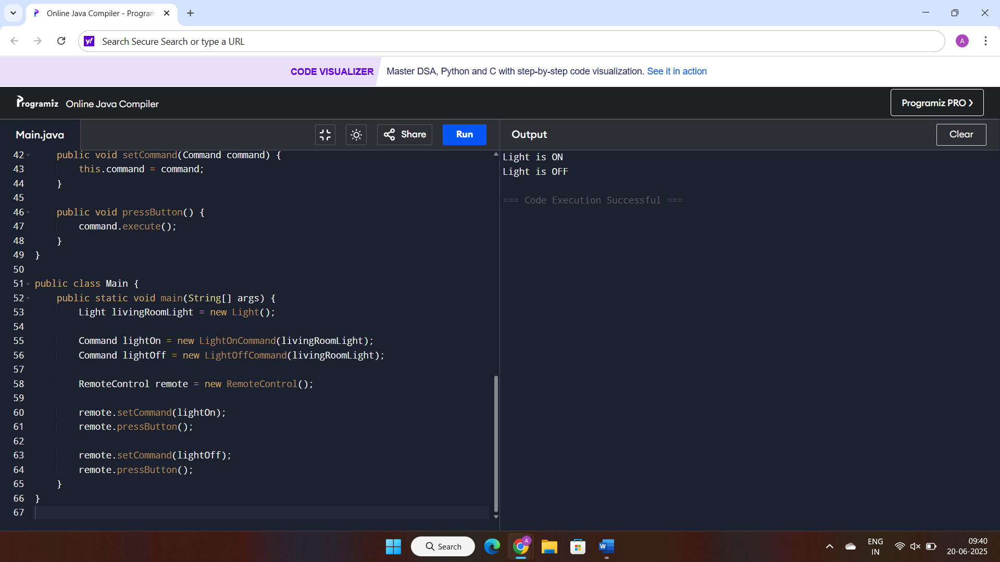 Online Java Compiler - Program
Search Secure Search or type a URL
A
CODE VISUALIZER
Master DSA, Python and C with step-by-step code visualization. See it in action
Programiz Online Java Compiler
Programiz PRO
Main.java
Share
Run
Output
Clear
42 public void setCommand(Command command) {
43 this.command = command;
44 }
45
46 public void pressButton() {
47 command.execute();
48 }
49 }
50
51 public class Main {
52 public static void main(String[] args) {
53 Light livingRoomLight = new Light();
54
55 Command lightOn = new LightOnCommand(livingRoomLight);
56 Command lightOff = new LightOffCommand(livingRoomLight);
57
58 RemoteControl remote = new RemoteControl();
59
60 remote.setCommand(lightOn);
61 remote.pressButton();
62
63 remote.setCommand(lightOff);
64 remote.pressButton();
65 }
66 }
67
Light is ON
Light is OFF
=== Code Execution Successful ===
Search
A
W
ENG
IN
09:40
20-06-2025